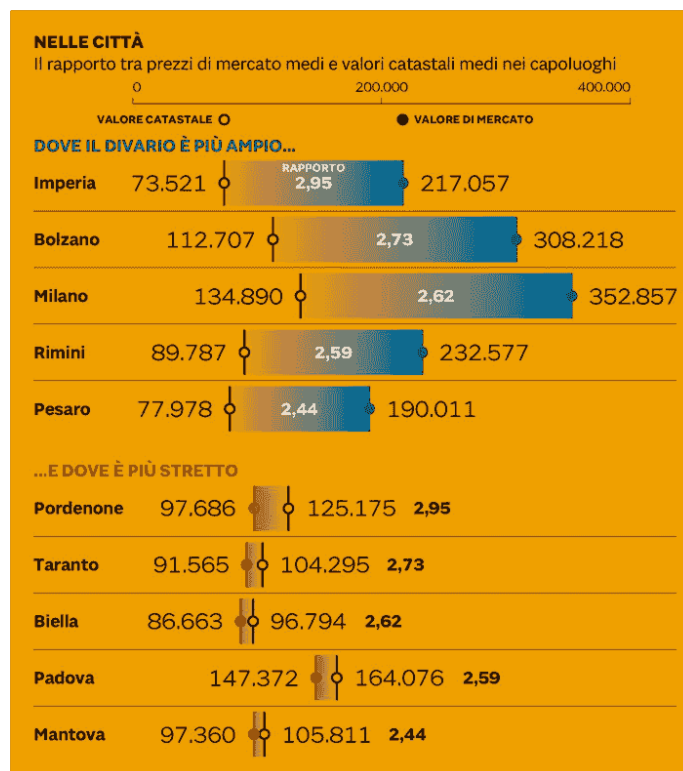 NELLE CITTÀ
Il rapporto tra prezzi di mercato medi e valori catastali medi nei capoluoghi
0 200.000 400.000
VALORE CATASTALE VALORE DI MERCATO
DOVE IL DIVARIO È PIÙ AMPIO...
RAPPORTO
Imperia 73.521 2,95 217.057
Bolzano 112.707 2,73 308.218
Milano 134.890 2,62 352.857
Rimini 89.787 2,59 232.577
Pesaro 77.978 2,44 190.011
...E DOVE È PIÙ STRETTO
Pordenone 97.686 125.175 2,95
Taranto 91.565 104.295 2,73
Biella 86.663 96.794 2,62
Padova 147.372 164.076 2,59
Mantova 97.360 105.811 2,44